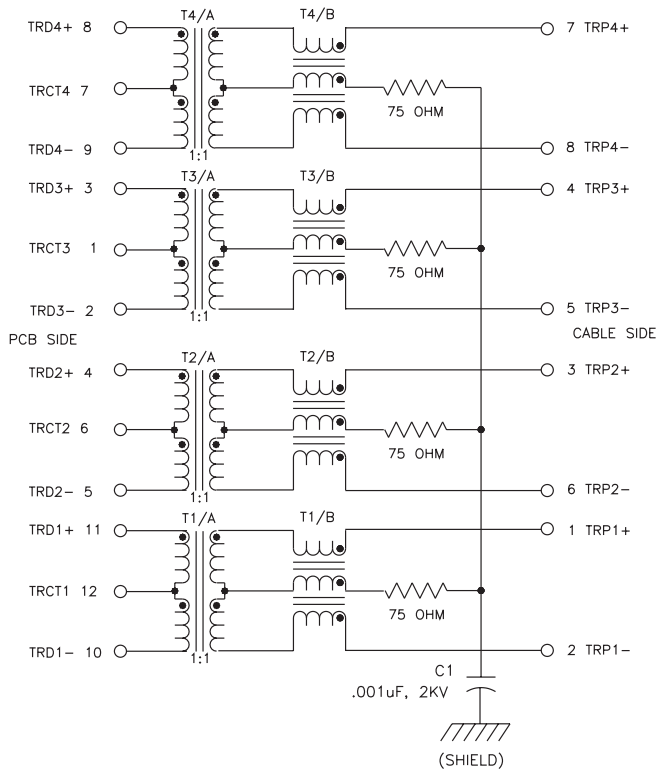 T4/A T4/B
TRD4+ 8 7 TRP4+
TRCT4 7
75 OHM
TRD4- 9 8 TRP4-
1:1
T3/A T3/B
TRD3+ 3 4 TRP3+
TRCT3 1
75 OHM
TRD3- 2 5 TRP3-
1:1
PCB SIDE CABLE SIDE
T2/A T2/B
TRD2+ 4 3 TRP2+
TRCT2 6
75 OHM
TRD2- 5 6 TRP2-
1:1
T1/A T1/B
TRD1+ 11 1 TRP1+
TRCT1 12
75 OHM
TRD1- 10 2 TRP1-
1:1
C1
.001uF, 2KV
(SHIELD)